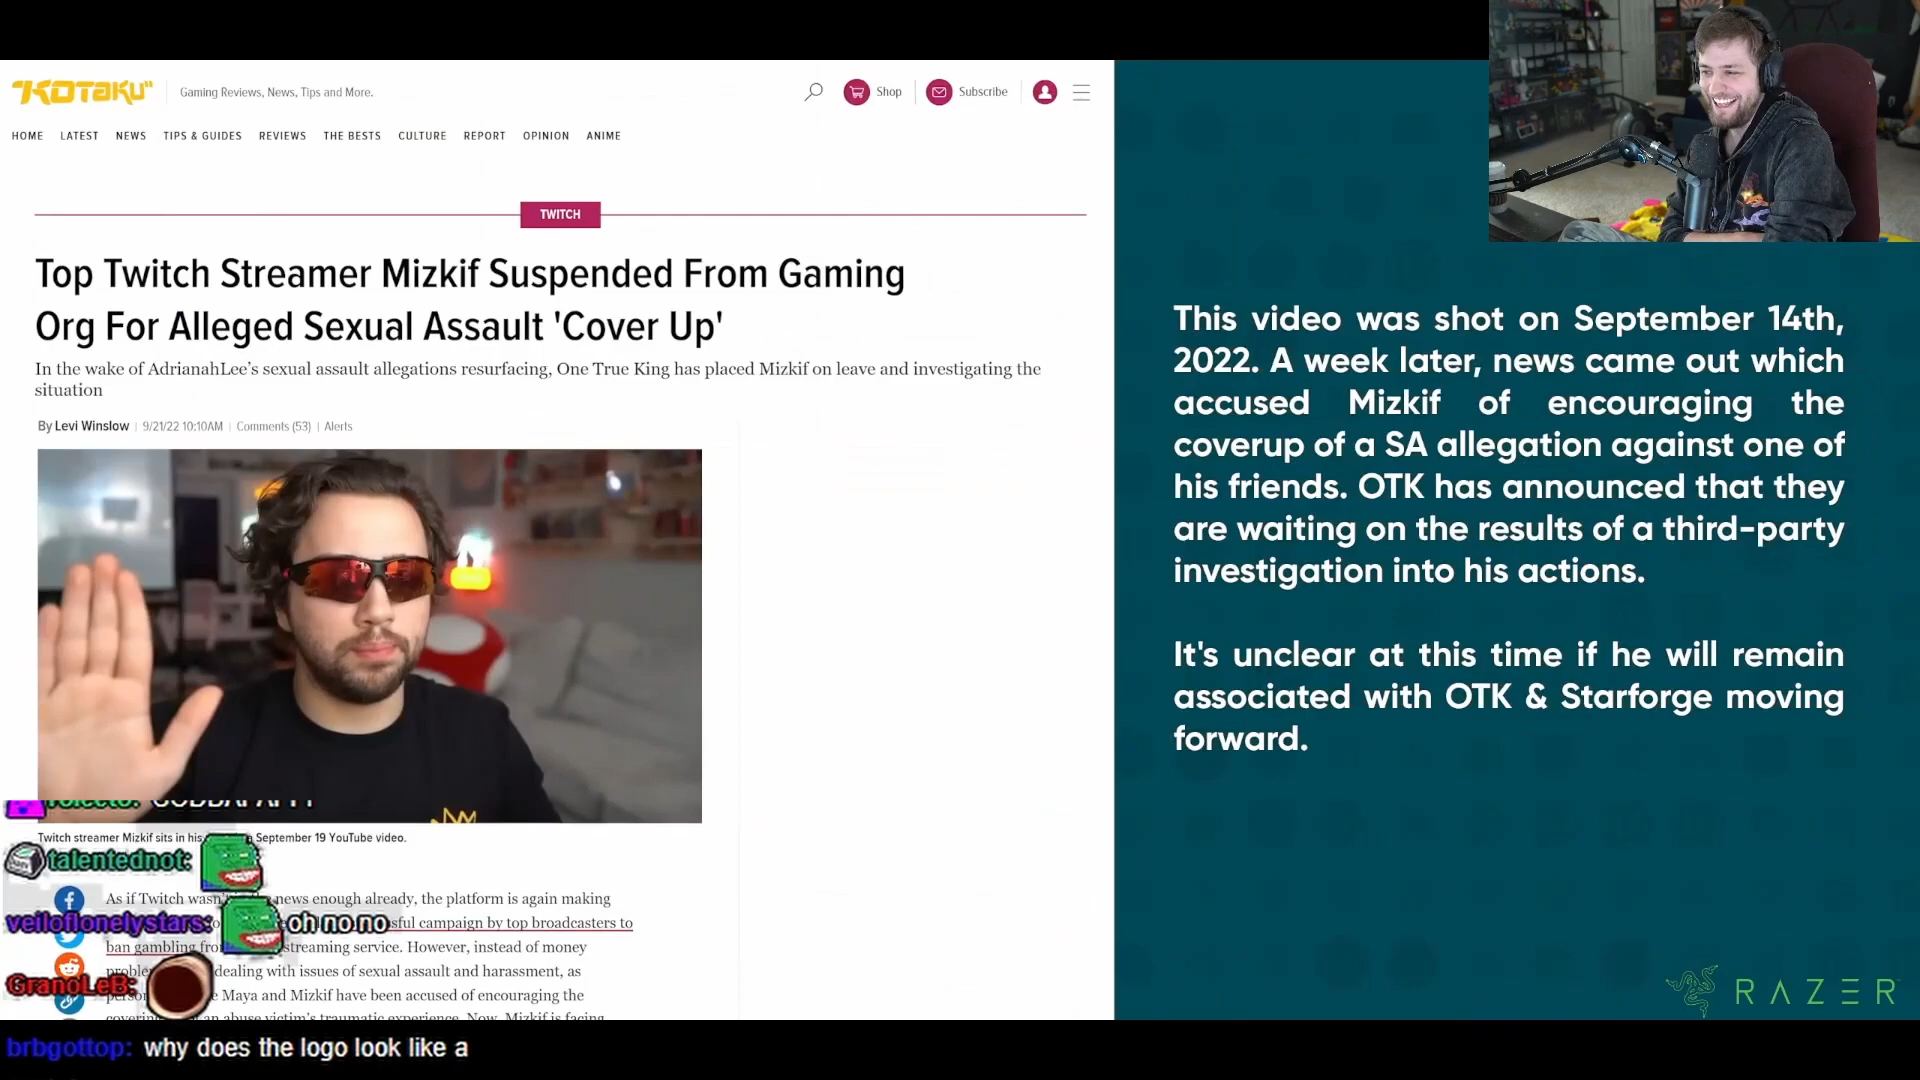 KOTAKU
Gaming Reviews, News, Tips and More.
Shop
Subscribe
HOME LATEST NEWS TIPS & GUIDES REVIEWS THE BESTS CULTURE REPORT OPINION ANIME
TWITCH
Top Twitch Streamer Mizkif Suspended From Gaming
Org For Alleged Sexual Assault 'Cover Up'
In the wake of AdrianahLee's sexual assault allegations resurfacing, One True King has placed Mizkif on leave and investigating the
situation
By Levi Winslow | 9/21/22 10:10AM | Comments (53) | Alerts
Twitch streamer Mizkif sits in his September 19 YouTube video.
talentednot:
As if Twitch wasn't news enough already, the platform is again making
veiloflonelystars: oh no no
campaign by top broadcasters to
ban gambling streaming service. However, instead of money
dealing with issues of sexual assault and harassment, as
GranoLeB:
Maya and Mizkif have been accused of encouraging the
an abuse victim's traumatic experience. Now, Mizkif is facing
brbgottop: why does the logo look like a
This video was shot on September 14th,
2022. A week later, news came out which
accused Mizkif of encouraging the
coverup of a SA allegation against one of
his friends. OTK has announced that they
are waiting on the results of a third-party
investigation into his actions.
It's unclear at this time if he will remain
associated with OTK & Starforge moving
forward.
RAZER